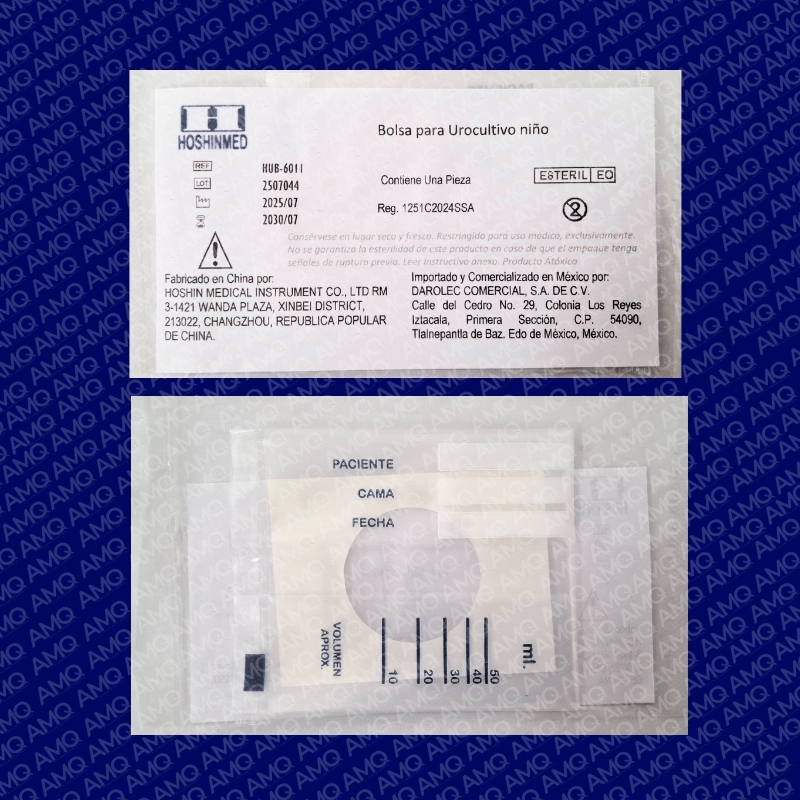 HOSHINMED
Bolsa para Urocultivo niño
REF HUB-6011
LOT 2507044
2025/07
2030/07
Contiene Una Pieza
Reg. 1251C2024SSA
ESTERIL EO
2
Consérvese en lugar seco y fresco. Restringido para uso medico, exclusivamente.
No se garantiza la esterilidad de este producto en caso de que el empaque tenga
señales de ruptura previa. Leer instructivo anexo. Producto Atóxico
Fabricado en China por:
HOSHIN MEDICAL INSTRUMENT CO., LTD RM
3-1421 WANDA PLAZA, XINBEI DISTRICT,
213022, CHANGZHOU, REPUBLICA POPULAR
DE CHINA.
Importado y Comercializado en México por:
DAROLEC COMERCIAL, S.A. DE C.V.
Calle del Cedro No. 29, Colonia Los Reyes
Iztacala, Primera Sección, C.P. 54090,
Tlalnepantla de Baz. Edo de México, México.
PACIENTE
CAMA
FECHA
VOLUMEN
APROX.
10 20 30 40 50
ml.
AMQ